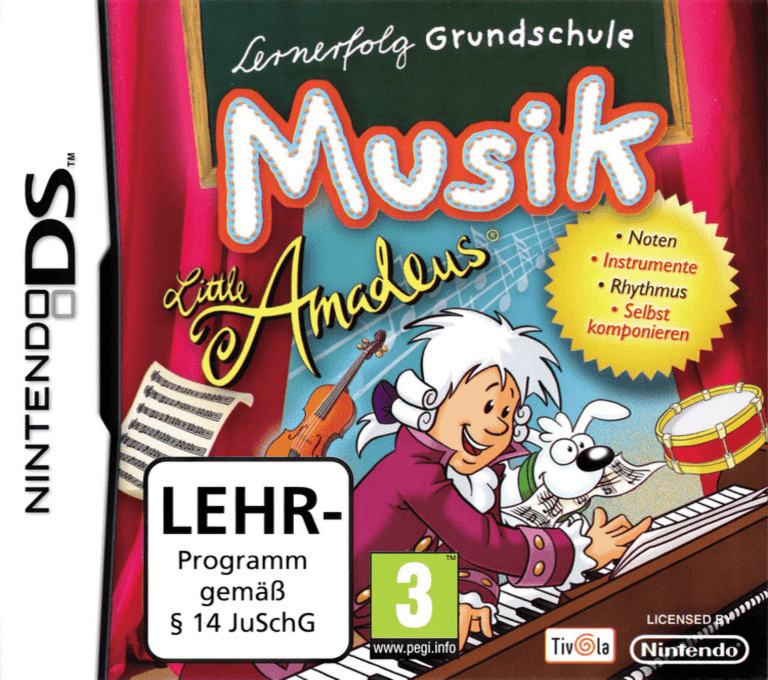 Lernerfolg Grundschule
Musik
Little Amadeus®
• Noten
• Instrumente
• Rhythmus
• Selbst
komponieren
NINTENDO DS™
LEHR-
Programm
gemäß
§ 14 JuSchG
3
™
www.pegi.info
Tivola
LICENSED BY
Nintendo®